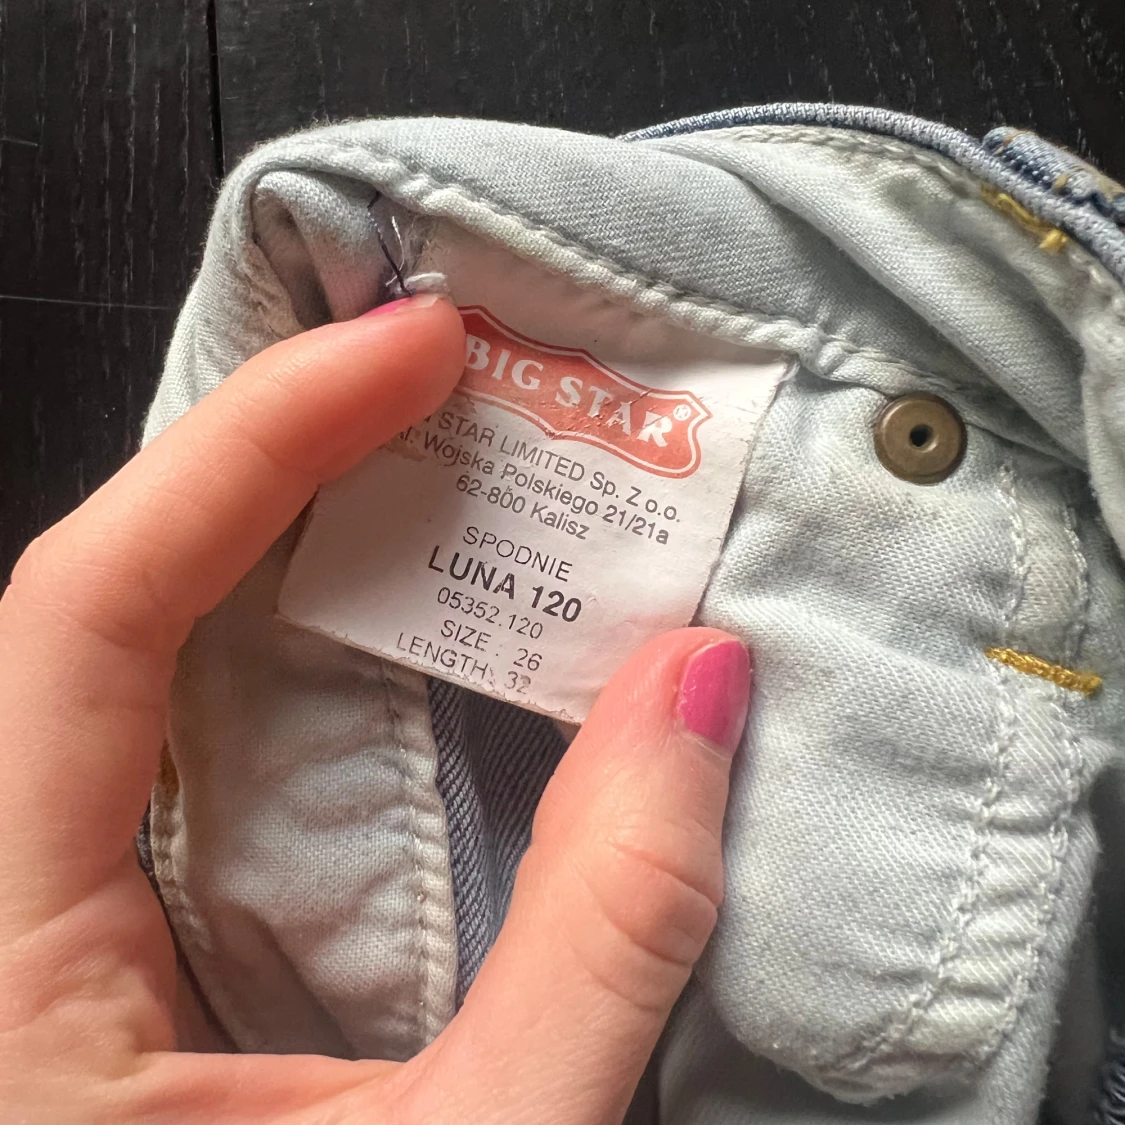 BIG STAR®
STAR LIMITED Sp. Z o.o.
Al. Wojska Polskiego 21/21a
62-800 Kalisz
SPODNIE
LUNA 120
05352.120
SIZE : 26
LENGTH: 32